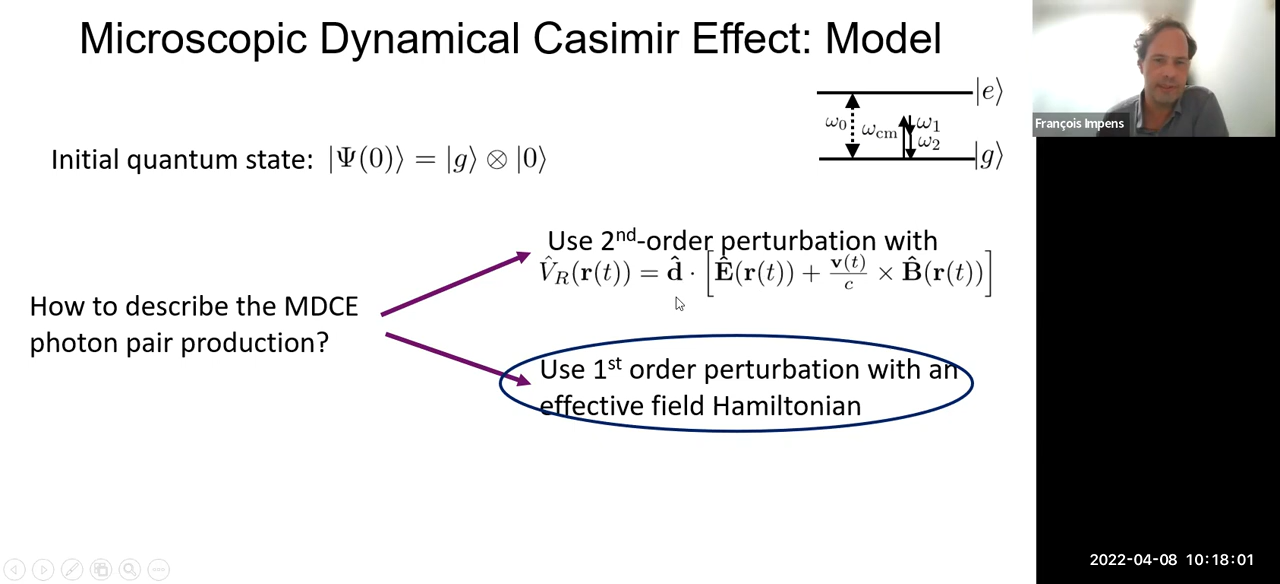 Microscopic Dynamical Casimir Effect: Model
|e⟩
ω₀ ω_cm ω₁
ω₂
|g⟩
Initial quantum state: |Ψ(0)⟩ = |g⟩ ⊗ |0⟩
Use 2nd-order perturbation with
V̂_R(r(t)) = d̂ · [Ê(r(t)) + v(t)/c × B̂(r(t))]
How to describe the MDCE
photon pair production?
Use 1st order perturbation with an
effective field Hamiltonian
François Impens
2022-04-08 10:18:01